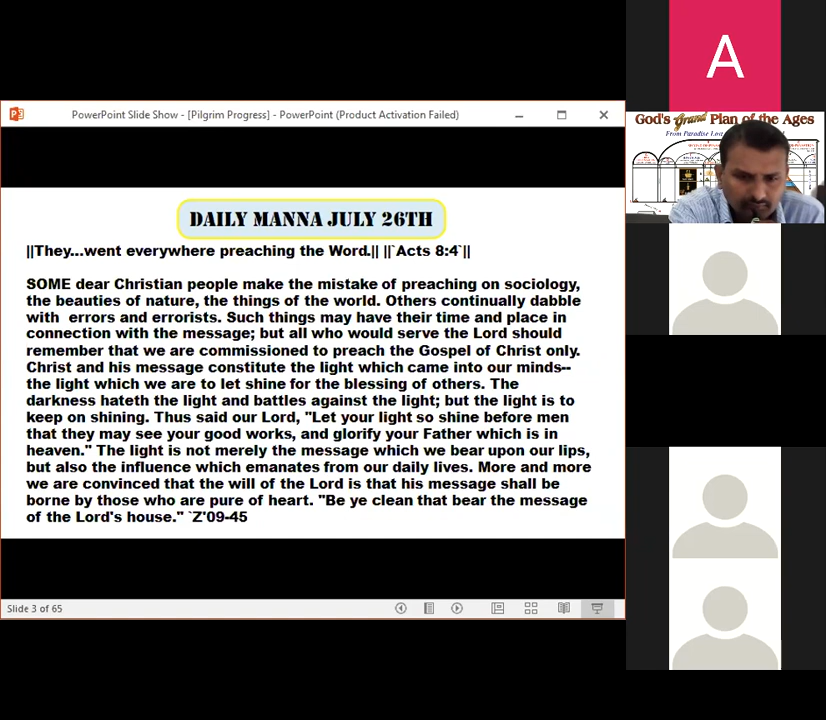 PowerPoint Slide Show - [Pilgrim Progress] - PowerPoint (Product Activation Failed)
DAILY MANNA JULY 26TH
||They...went everywhere preaching the Word.|| ||`Acts 8:4`||
SOME dear Christian people make the mistake of preaching on sociology,
the beauties of nature, the things of the world. Others continually dabble
with errors and errorists. Such things may have their time and place in
connection with the message; but all who would serve the Lord should
remember that we are commissioned to preach the Gospel of Christ only.
Christ and his message constitute the light which came into our minds--
the light which we are to let shine for the blessing of others. The
darkness hateth the light and battles against the light; but the light is to
keep on shining. Thus said our Lord, "Let your light so shine before men
that they may see your good works, and glorify your Father which is in
heaven." The light is not merely the message which we bear upon our lips,
but also the influence which emanates from our daily lives. More and more
we are convinced that the will of the Lord is that his message shall be
borne by those who are pure of heart. "Be ye clean that bear the message
of the Lord's house." `Z'09-45
Slide 3 of 65
A
God's Grand Plan of the Ages
From Paradise Lost